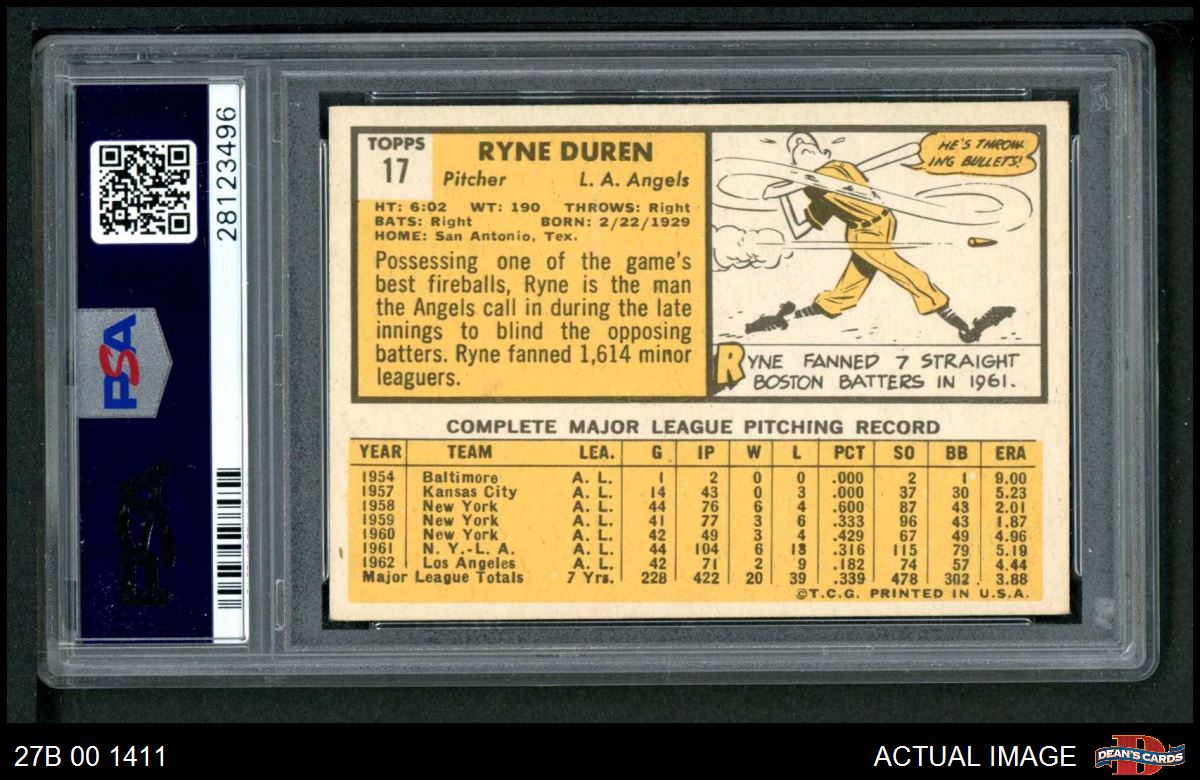 28123496
PSA
PSA
TOPPS
17
RYNE DUREN
Pitcher L. A. Angels
HT: 6:02 WT: 190 THROWS: Right
BATS: Right BORN: 2/22/1929
HOME: San Antonio, Tex.
Possessing one of the game's
best fireballs, Ryne is the man
the Angels call in during the late
innings to blind the opposing
batters. Ryne fanned 1,614 minor
leaguers.
HE'S THROW-
ING BULLETS!
RYNE FANNED 7 STRAIGHT
BOSTON BATTERS IN 1961.
COMPLETE MAJOR LEAGUE PITCHING RECORD
YEAR TEAM LEA. G IP W L PCT SO BB ERA
1954 Baltimore A. L. 1 2 0 0 .000 2 1 9.00
1957 Kansas City A. L. 14 43 0 3 .000 37 30 5.23
1958 New York A. L. 44 76 6 4 .600 87 43 2.01
1959 New York A. L. 41 77 3 6 .333 96 43 1.87
1960 New York A. L. 42 49 3 4 .429 67 49 4.96
1961 N. Y.-L. A. A. L. 44 104 6 13 .316 115 79 5.19
1962 Los Angeles A. L. 42 71 2 9 .182 74 57 4.44
Major League Totals 7 Yrs. 228 422 20 39 .339 478 302 3.88
©T.C.G. PRINTED IN U.S.A.
27B 00 1411
ACTUAL IMAGE
D
DEAN'S CARDS